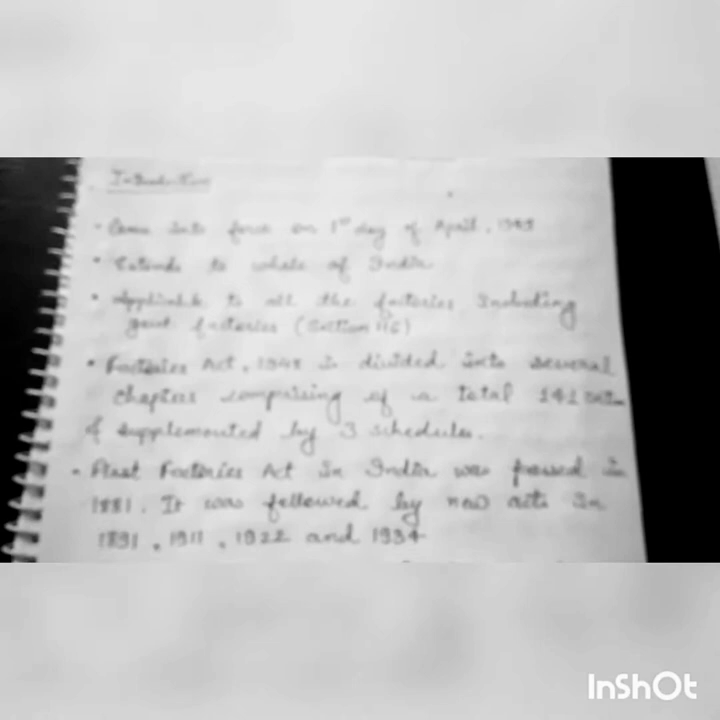 Introduction
• Came into force on 1st day of April, 1949
• Extends to whole of India
• Applicable to all the factories Including
govt factories (Section 116)
• Factories Act, 1948 is divided into several
chapters comprising of a total 141
& supplemented by 3 schedules.
• First Factories Act in India was passed in
1881. It was followed by new acts in
1891, 1911, 1922 and 1934
InShOt